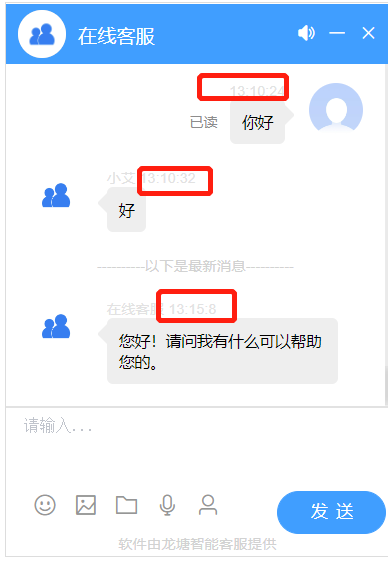 在线客服
13:10:24
已读
你好
小艾 13:10:32
好
----------以下是最新消息----------
在线客服 13:15:8
您好！请问我有什么可以帮助
您的。
请输入...
发 送
软件由龙塘智能客服提供